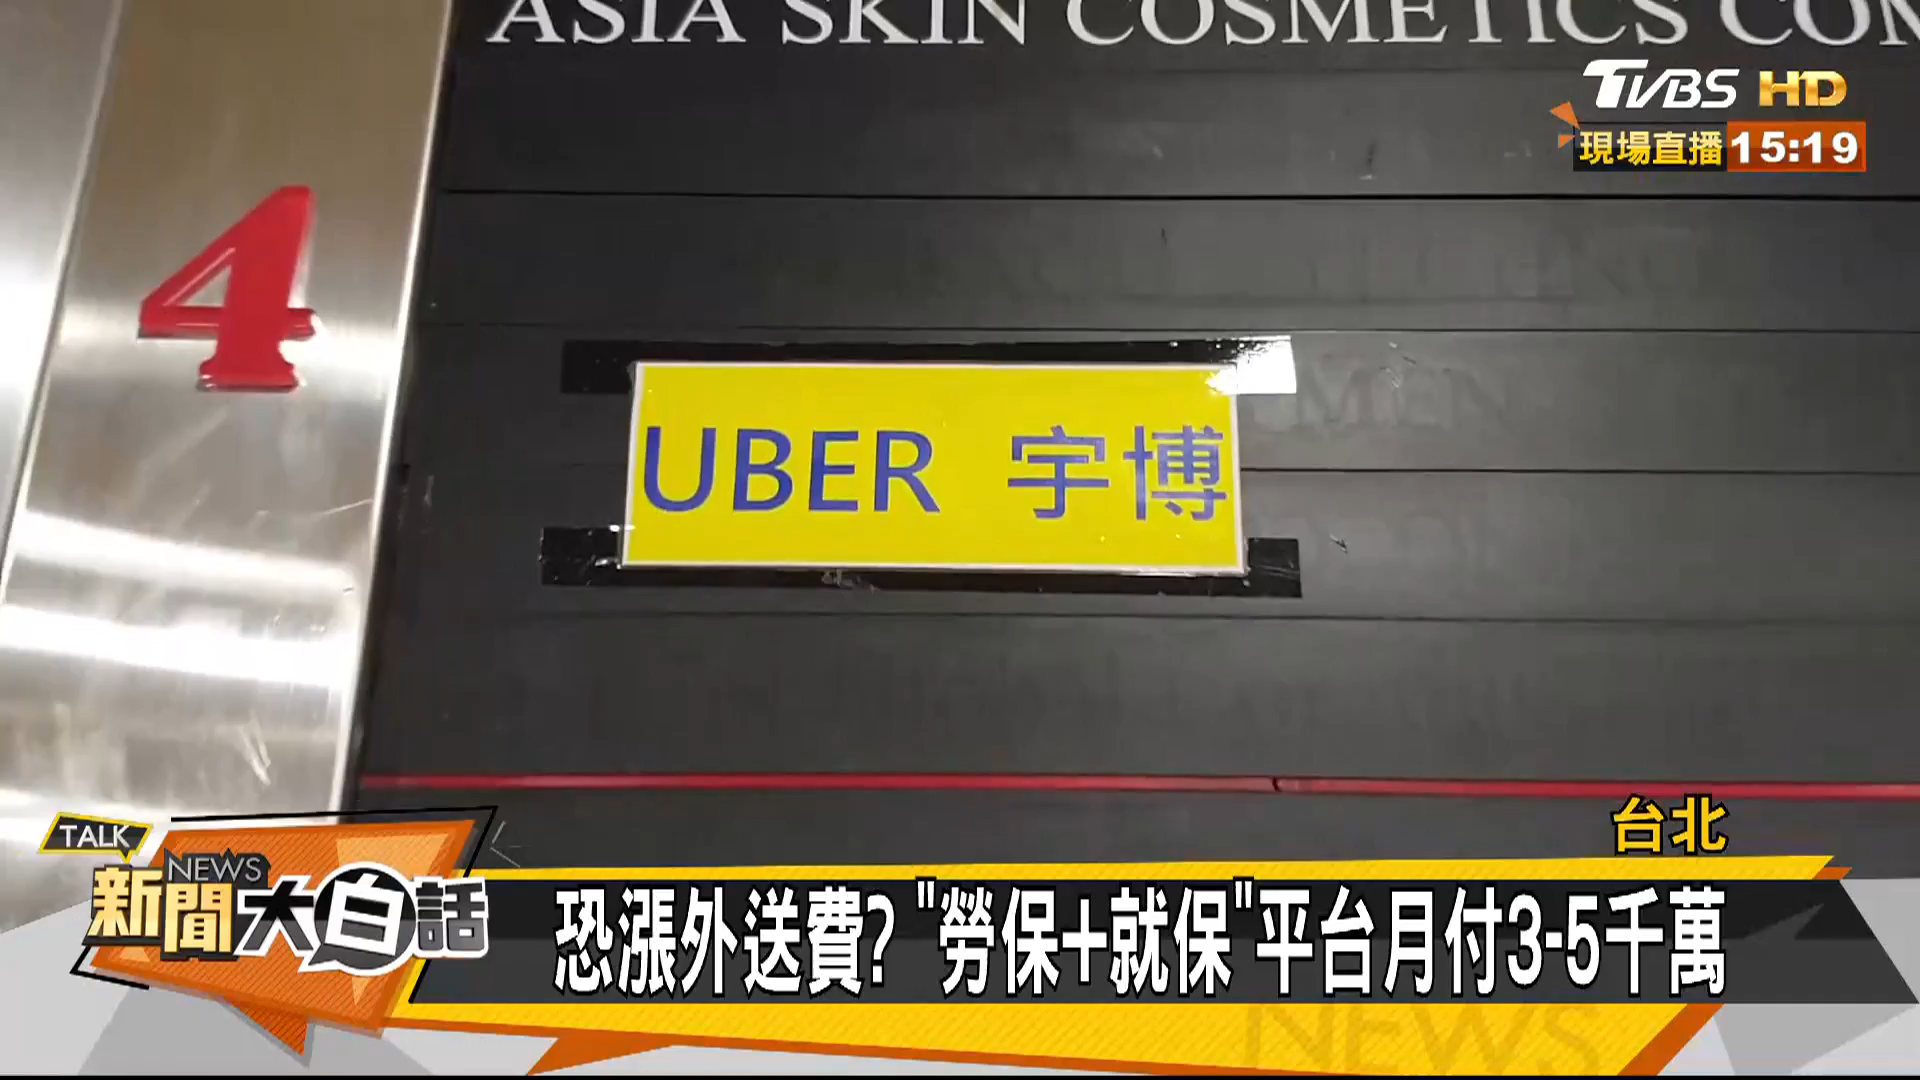 ASIA SKIN COSMETICS COM
TVBS HD
現場直播 15:19
4
UBER 宇博
台北
TALK
NEWS
新聞大白話
恐漲外送費? "勞保+就保"平台月付3-5千萬
NEWS